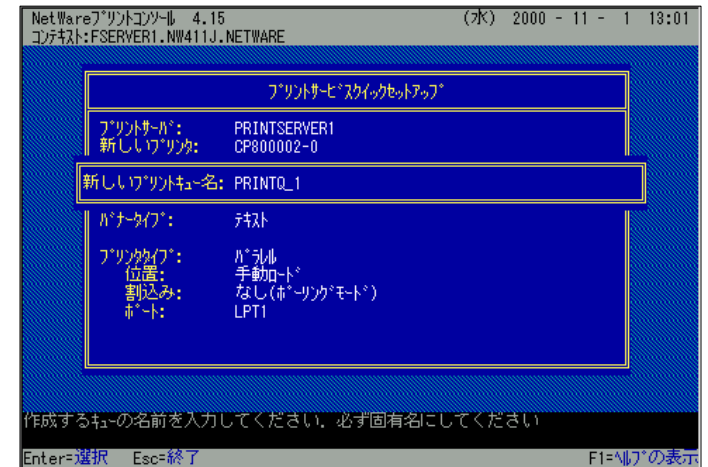 NetWareﾌﾟﾘﾝﾄｺﾝｿｰﾙ 4.15 (水) 2000 - 11 - 1 13:01
ｺﾝﾃｷｽﾄ:FSERVER1.NW411J.NETWARE
ﾌﾟﾘﾝﾄｻｰﾋﾞｽｸｲｯｸｾｯﾄｱｯﾌﾟ
ﾌﾟﾘﾝﾄｻｰﾊﾞ: PRINTSERVER1
新しいﾌﾟﾘﾝﾀ: CP800002-0
新しいﾌﾟﾘﾝﾄｷｭｰ名: PRINTQ_1
ﾊﾞﾅｰﾀｲﾌﾟ: ﾃｷｽﾄ
ﾌﾟﾘﾝﾀﾀｲﾌﾟ: ﾊﾟﾗﾚﾙ
位置: 手動ﾛｰﾄﾞ
割込み: なし(ﾎﾟｰﾘﾝｸﾞﾓｰﾄﾞ)
ﾎﾟｰﾄ: LPT1
作成するｷｭｰの名前を入力してください．必ず固有名にしてください
Enter=選択 Esc=終了 F1=ﾍﾙﾌﾟの表示